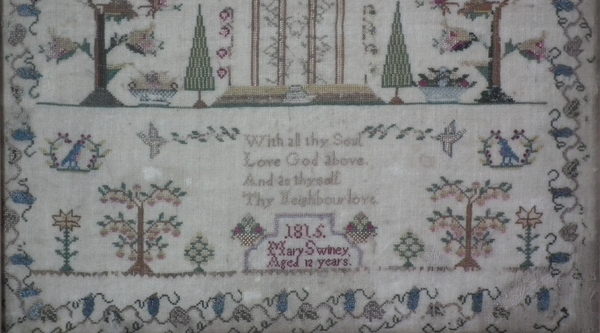 With all thy Soul
Love God above.
And as thyself
Thy Neighbour love.
1815.
Mary Swiney
Aged 12 years.